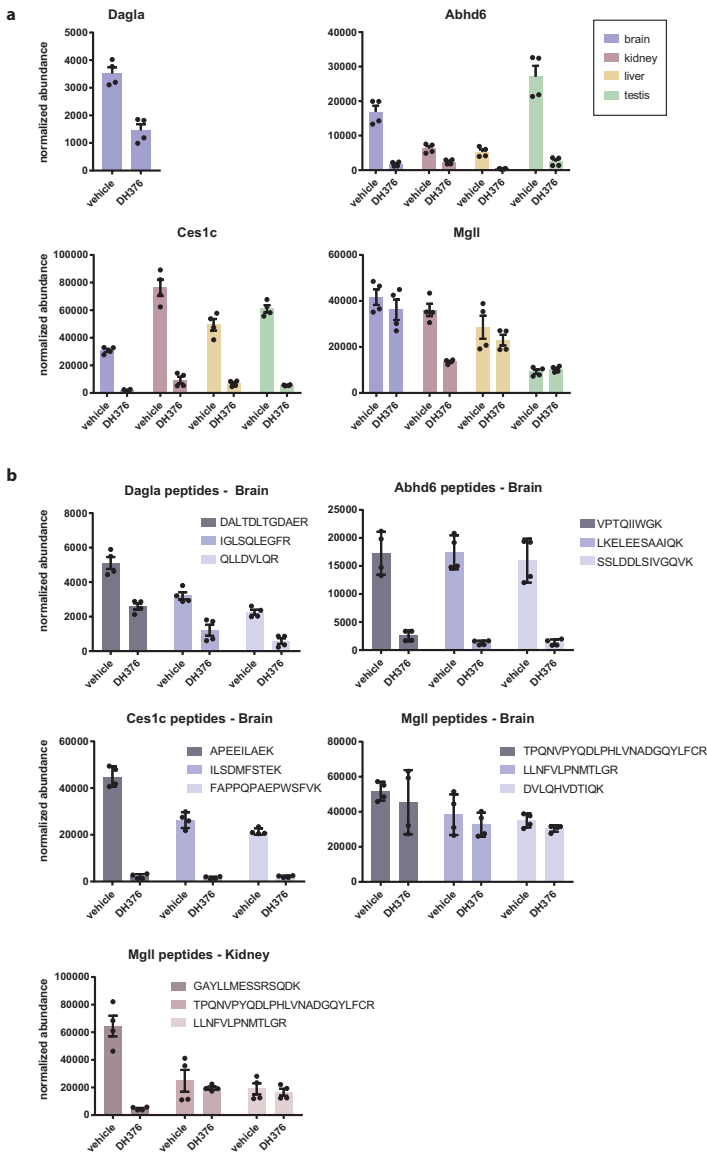 a
Dagla
normalized abundance
5000
4000
3000
2000
1000
0
vehicle
DH376
Abhd6
40000
30000
20000
10000
0
vehicle
DH376
vehicle
DH376
vehicle
DH376
vehicle
DH376
brain
kidney
liver
testis
Ces1c
normalized abundance
100000
80000
60000
40000
20000
0
vehicle
DH376
vehicle
DH376
vehicle
DH376
vehicle
DH376
Mgll
60000
40000
20000
0
vehicle
DH376
vehicle
DH376
vehicle
DH376
vehicle
DH376
b
Dagla peptides - Brain
normalized abundance
8000
6000
4000
2000
0
DALTDLTGDAER
IGLSQLEGFR
QLLDVLQR
vehicle
DH376
vehicle
DH376
vehicle
DH376
Abhd6 peptides - Brain
25000
20000
15000
10000
5000
0
VPTQIIWGK
LKELEESAAIQK
SSLDDLSIVGQVK
vehicle
DH376
vehicle
DH376
vehicle
DH376
Ces1c peptides - Brain
normalized abundance
60000
40000
20000
0
APEEILAEK
ILSDMFSTEK
FAPPQPAEPWSFVK
vehicle
DH376
vehicle
DH376
vehicle
DH376
Mgll peptides - Brain
80000
60000
40000
20000
0
TPQNVPYQDLPHLVNADGQYLFCR
LLNFVLPNMTLGR
DVLQHVDTIQK
vehicle
DH376
vehicle
DH376
vehicle
DH376
Mgll peptides - Kidney
normalized abundance
100000
80000
60000
40000
20000
0
GAYLLMESSRSQDK
TPQNVPYQDLPHLVNADGQYLFCR
LLNFVLPNMTLGR
vehicle
DH376
vehicle
DH376
vehicle
DH376